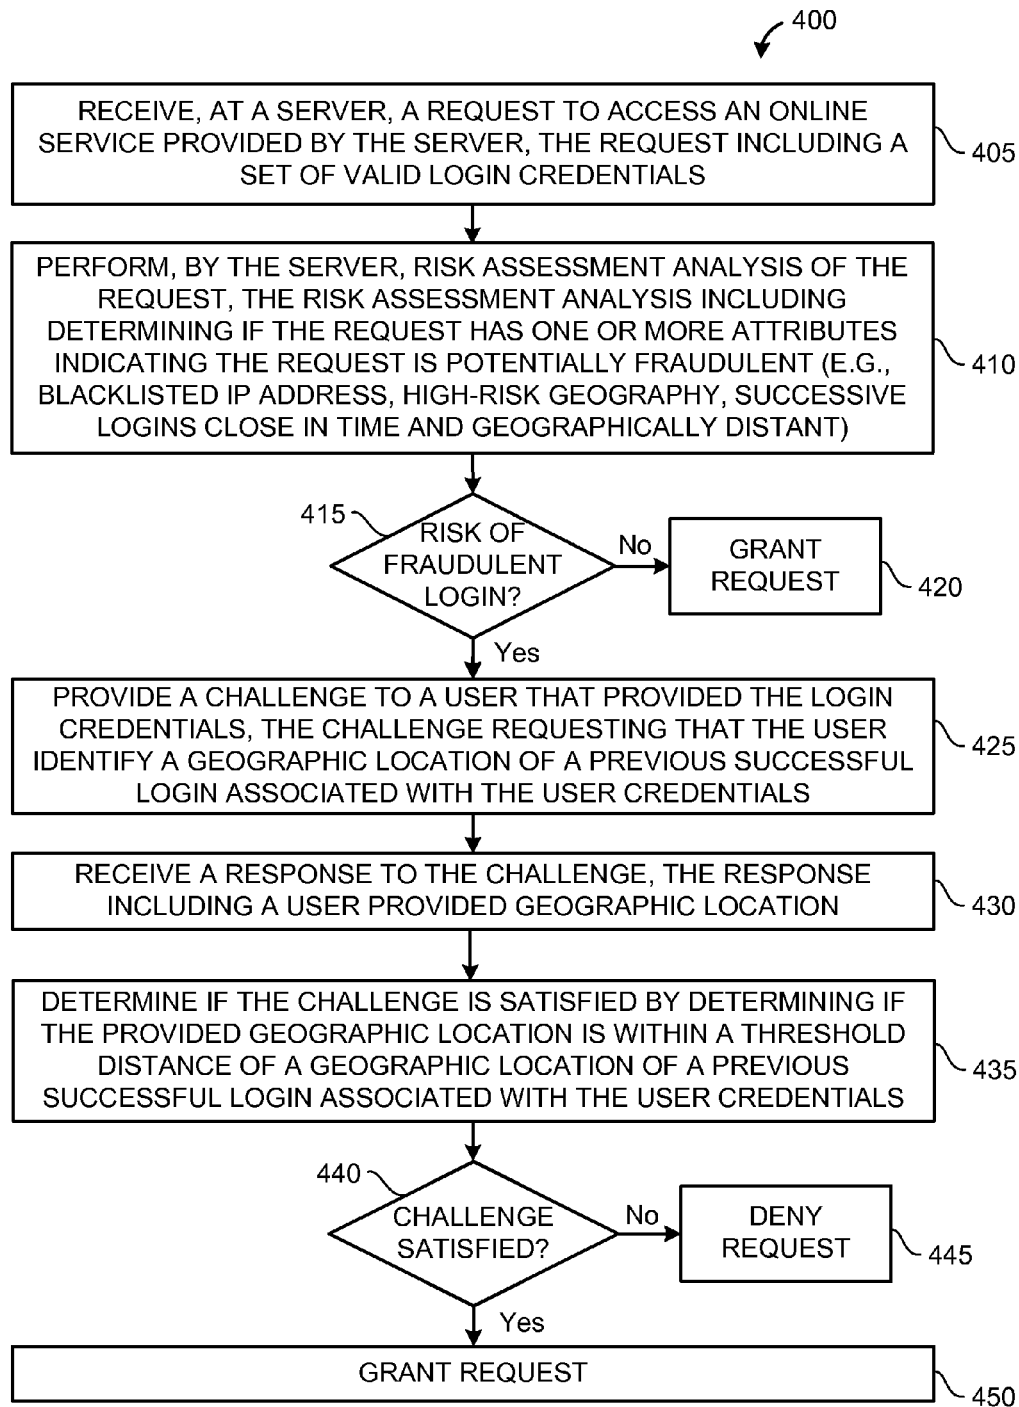 400
RECEIVE, AT A SERVER, A REQUEST TO ACCESS AN ONLINE
SERVICE PROVIDED BY THE SERVER, THE REQUEST INCLUDING A
SET OF VALID LOGIN CREDENTIALS
405
PERFORM, BY THE SERVER, RISK ASSESSMENT ANALYSIS OF THE
REQUEST, THE RISK ASSESSMENT ANALYSIS INCLUDING
DETERMINING IF THE REQUEST HAS ONE OR MORE ATTRIBUTES
INDICATING THE REQUEST IS POTENTIALLY FRAUDULENT (E.G.,
BLACKLISTED IP ADDRESS, HIGH-RISK GEOGRAPHY, SUCCESSIVE
LOGINS CLOSE IN TIME AND GEOGRAPHICALLY DISTANT)
410
415
RISK OF
FRAUDULENT
LOGIN?
No
GRANT
REQUEST
420
Yes
PROVIDE A CHALLENGE TO A USER THAT PROVIDED THE LOGIN
CREDENTIALS, THE CHALLENGE REQUESTING THAT THE USER
IDENTIFY A GEOGRAPHIC LOCATION OF A PREVIOUS SUCCESSFUL
LOGIN ASSOCIATED WITH THE USER CREDENTIALS
425
RECEIVE A RESPONSE TO THE CHALLENGE, THE RESPONSE
INCLUDING A USER PROVIDED GEOGRAPHIC LOCATION
430
DETERMINE IF THE CHALLENGE IS SATISFIED BY DETERMINING IF
THE PROVIDED GEOGRAPHIC LOCATION IS WITHIN A THRESHOLD
DISTANCE OF A GEOGRAPHIC LOCATION OF A PREVIOUS
SUCCESSFUL LOGIN ASSOCIATED WITH THE USER CREDENTIALS
435
440
CHALLENGE
SATISFIED?
No
DENY
REQUEST
445
Yes
GRANT REQUEST
450